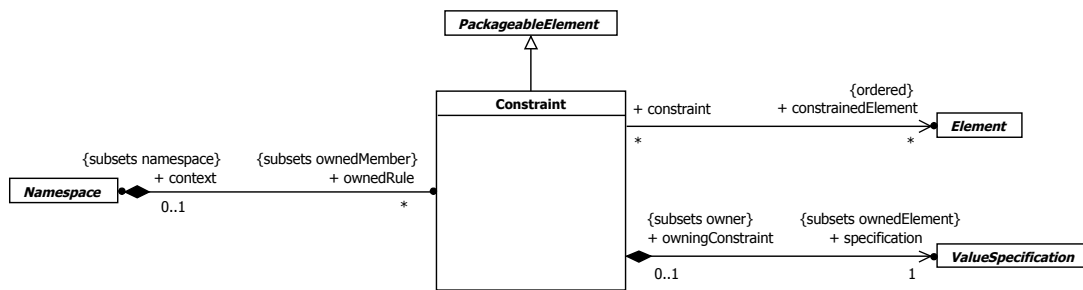 PackageableElement
Constraint
+ constraint
{ordered}
+ constrainedElement
*
*
Element
{subsets namespace}
+ context
0..1
{subsets ownedMember}
+ ownedRule
*
Namespace
{subsets owner}
+ owningConstraint
0..1
{subsets ownedElement}
+ specification
1
ValueSpecification